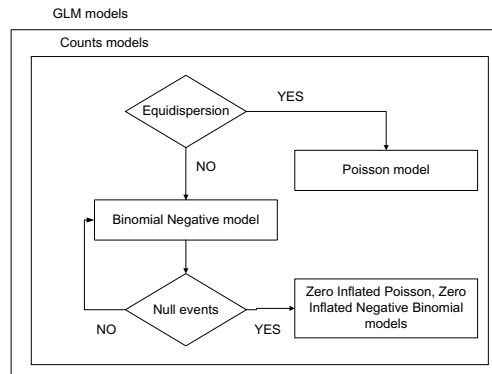 GLM models
Counts models
Equidispersion
YES
NO
Poisson model
Binomial Negative model
Null events
NO
YES
Zero Inflated Poisson, Zero
Inflated Negative Binomial
models